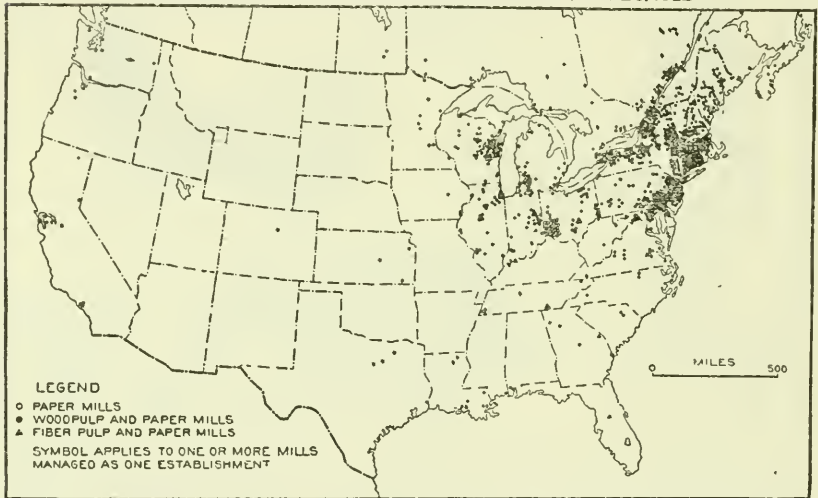 LEGEND
PAPER MILLS
WOODPULP AND PAPER MILLS
FIBER PULP AND PAPER MILLS
SYMBOL APPLIES TO ONE OR MORE MILLS
MANAGED AS ONE ESTABLISHMENT
MILES
0 500